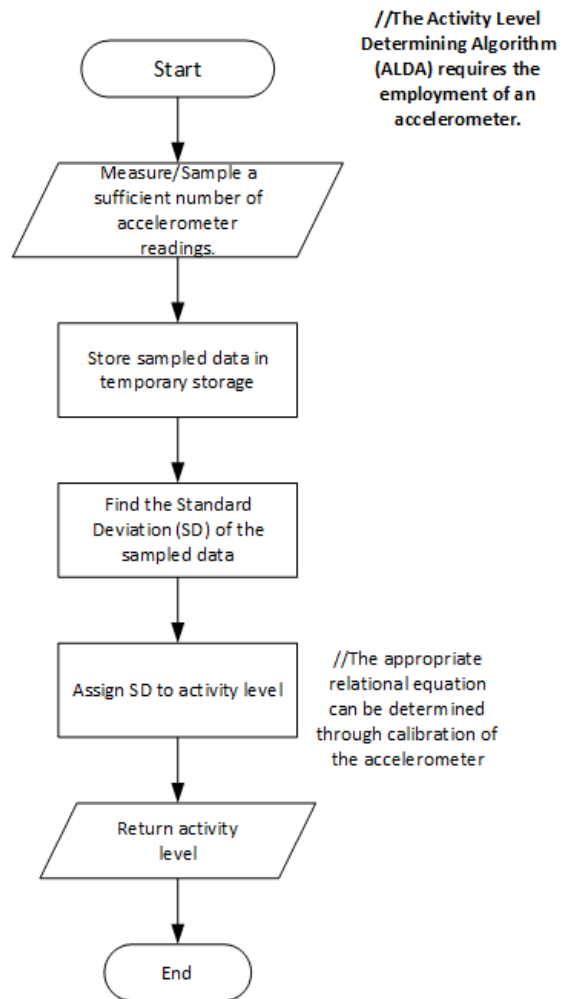 //The Activity Level
Determining Algorithm
(ALDA) requires the
employment of an
accelerometer.
Start
Measure/Sample a
sufficient number of
accelerometer
readings.
Store sampled data in
temporary storage
Find the Standard
Deviation (SD) of the
sampled data
Assign SD to activity level
//The appropriate
relational equation
can be determined
through calibration of
the accelerometer
Return activity
level
End